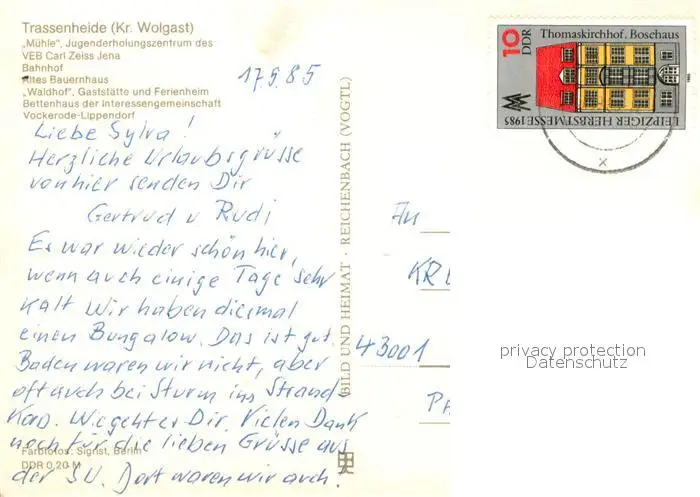 Trassenheide (Kr. Wolgast)
„Mühle", Jugenderholungszentrum des
VEB Carl Zeiss Jena
Bahnhof
Altes Bauernhaus
„Waldhof", Gaststätte und Ferienheim
Bettenhaus der Interessengemeinschaft
Vockerode-Lippendorf
17.9.85
Liebe Sylva!
Herzliche Urlaubsgrüsse
von hier senden Dir
Gertrud u Rudi
Es war wieder schön hier,
wenn auch einige Tage sehr
kalt Wir haben diesmal
einen Bungalow. Das ist gut.
Baden waren wir nicht, aber
oft auch bei Sturm im Strand
Korb. Wie geht es Dir. Vielen Dank
noch für die lieben Grüsse aus
der SU. Dort waren wir auch.
Farbfotos: Sigrist, Berlin
DDR 0,20 M
BILD UND HEIMAT · REICHENBACH (VOGTL)
An
43001
10
DDR
Thomaskirchhof, Boschaus
LEIPZIGER HERBSTMESSE 1985
privacy protection
Datenschutz